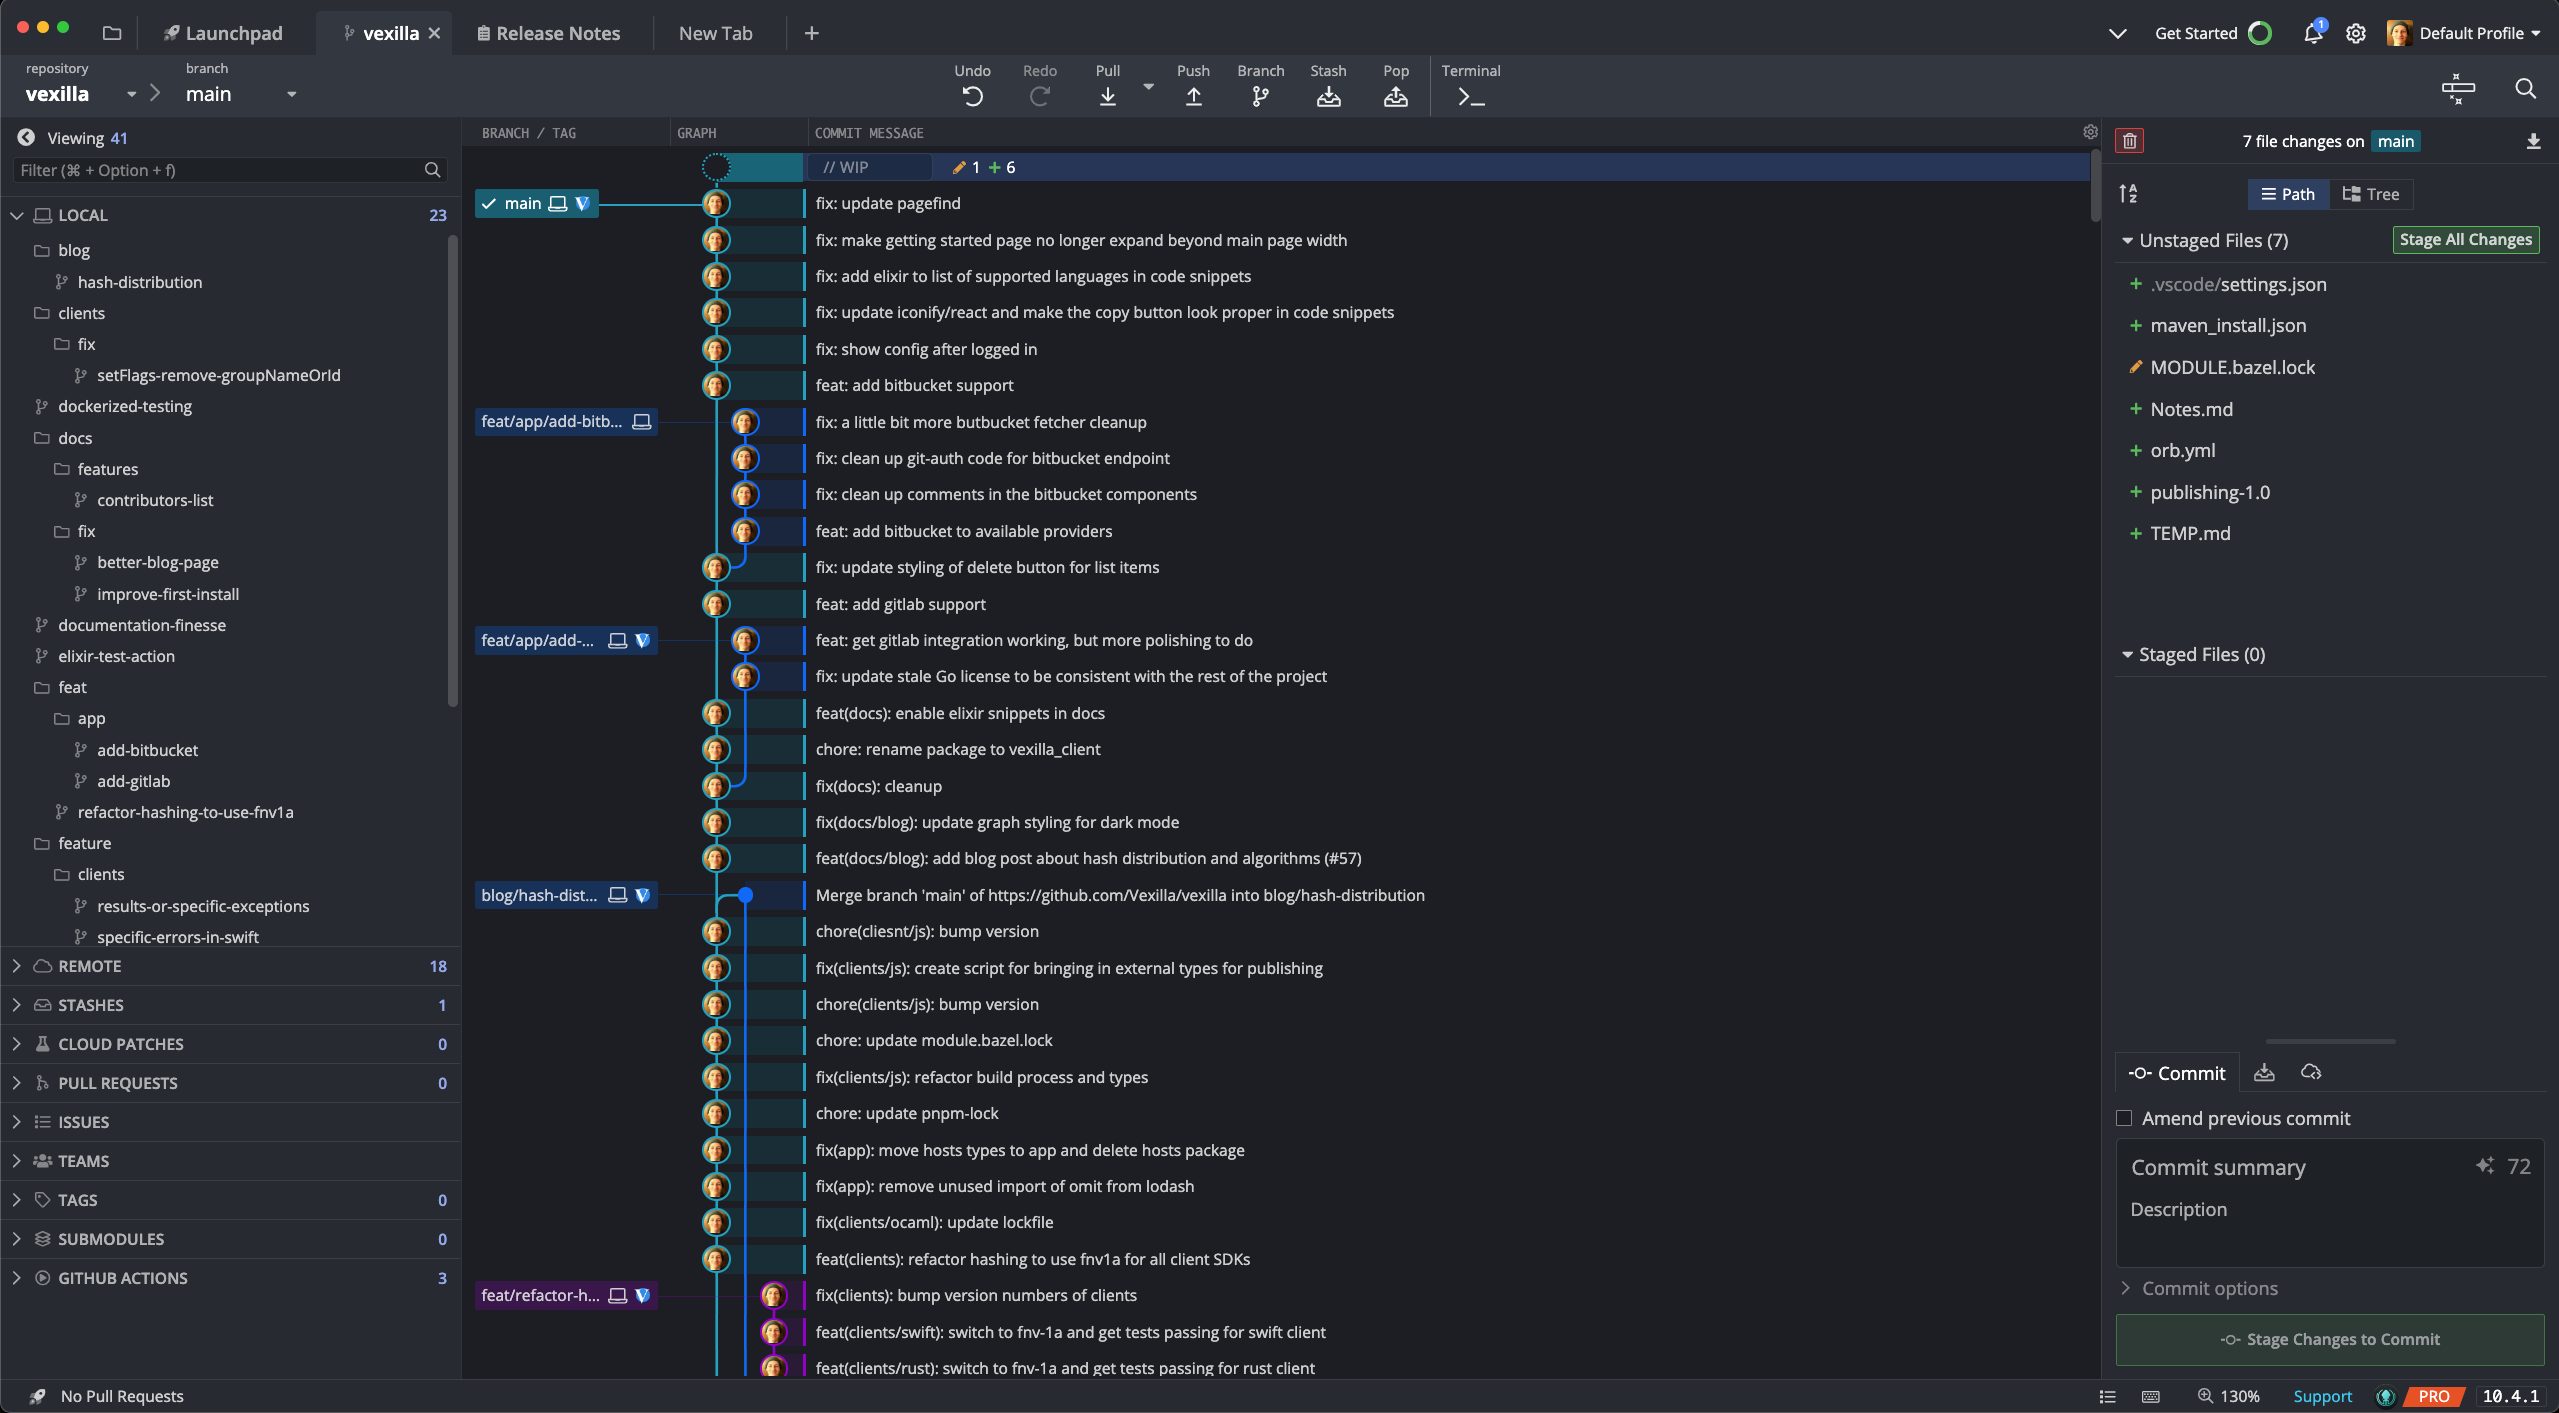 Launchpad
vexilla
Release Notes
New Tab
Get Started
1
Default Profile
repository
vexilla
branch
main
Undo
Redo
Pull
Push
Branch
Stash
Pop
Terminal
Viewing 41
Filter (⌘ + Option + f)
LOCAL 23
blog
hash-distribution
clients
fix
setFlags-remove-groupNameOrId
dockerized-testing
docs
features
contributors-list
fix
better-blog-page
improve-first-install
documentation-finesse
elixir-test-action
feat
app
add-bitbucket
add-gitlab
refactor-hashing-to-use-fnv1a
feature
clients
results-or-specific-exceptions
specific-errors-in-swift
REMOTE 18
STASHES 1
CLOUD PATCHES 0
PULL REQUESTS 0
ISSUES
TEAMS
TAGS 0
SUBMODULES 0
GITHUB ACTIONS 3
BRANCH / TAG GRAPH COMMIT MESSAGE
// WIP 1 + 6
main fix: update pagefind
fix: make getting started page no longer expand beyond main page width
fix: add elixir to list of supported languages in code snippets
fix: update iconify/react and make the copy button look proper in code snippets
fix: show config after logged in
feat: add bitbucket support
feat/app/add-bitb... fix: a little bit more butbucket fetcher cleanup
fix: clean up git-auth code for bitbucket endpoint
fix: clean up comments in the bitbucket components
feat: add bitbucket to available providers
fix: update styling of delete button for list items
feat: add gitlab support
feat/app/add-... feat: get gitlab integration working, but more polishing to do
fix: update stale Go license to be consistent with the rest of the project
feat(docs): enable elixir snippets in docs
chore: rename package to vexilla_client
fix(docs): cleanup
fix(docs/blog): update graph styling for dark mode
feat(docs/blog): add blog post about hash distribution and algorithms (#57)
blog/hash-dist... Merge branch 'main' of https://github.com/Vexilla/vexilla into blog/hash-distribution
chore(cliesnt/js): bump version
fix(clients/js): create script for bringing in external types for publishing
chore(clients/js): bump version
chore: update module.bazel.lock
fix(clients/js): refactor build process and types
chore: update pnpm-lock
fix(app): move hosts types to app and delete hosts package
fix(app): remove unused import of omit from lodash
fix(clients/ocaml): update lockfile
feat(clients): refactor hashing to use fnv1a for all client SDKs
feat/refactor-h... fix(clients): bump version numbers of clients
feat(clients/swift): switch to fnv-1a and get tests passing for swift client
feat(clients/rust): switch to fnv-1a and get tests passing for rust client
7 file changes on main
Path Tree
Unstaged Files (7) Stage All Changes
+ .vscode/settings.json
+ maven_install.json
MODULE.bazel.lock
+ Notes.md
+ orb.yml
+ publishing-1.0
+ TEMP.md
Staged Files (0)
Commit
Amend previous commit
Commit summary 72
Description
Commit options
Stage Changes to Commit
No Pull Requests
130% Support PRO 10.4.1